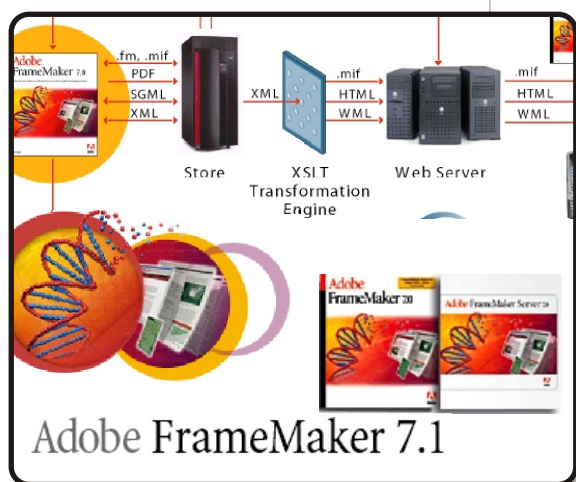 Adobe
FrameMaker 7.0
.fm, .mif
PDF
SGML
XML
XML
.mif
HTML
WML
.mif
HTML
WML
Store
XSLT
Transformation
Engine
Web Server
Adobe
FrameMaker 7.0
Adobe FrameMaker Server 7.0
Adobe FrameMaker 7.1